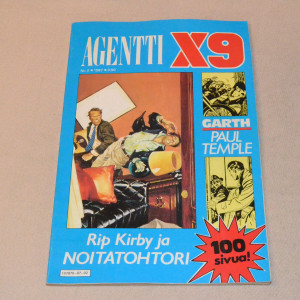 AGENTTI X9
GARTH
PAUL
TEMPLE
Rip Kirby ja
NOITATOHTORI
100
sivua!